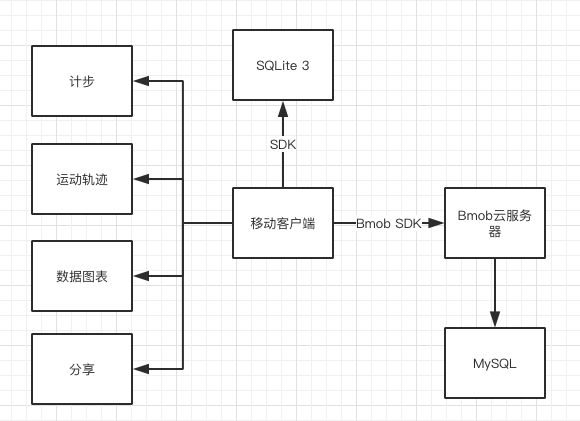 SQLite 3
计步
SDK
运动轨迹
移动客户端
Bmob SDK
Bmob云服务
器
数据图表
MySQL
分享